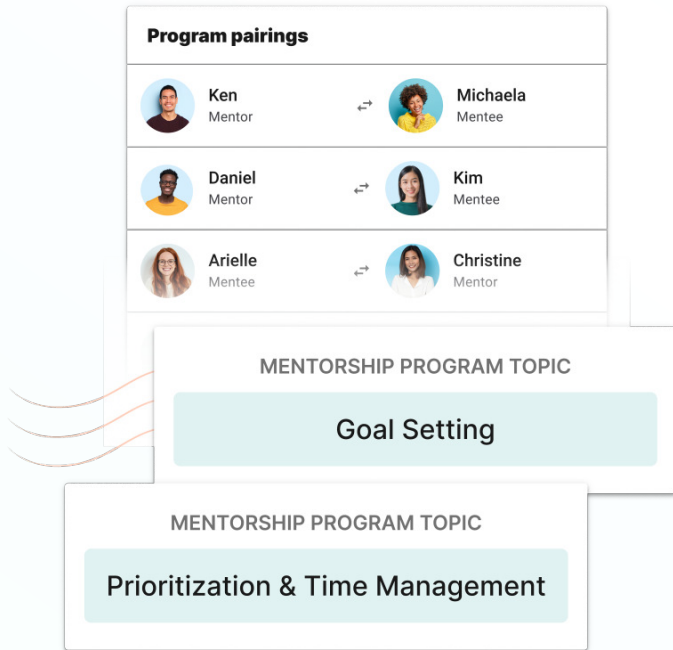 Program pairings
Ken Michaela
Mentor Mentee
Daniel Kim
Mentor Mentee
Arielle Christine
Mentee Mentor
MENTORSHIP PROGRAM TOPIC
Goal Setting
MENTORSHIP PROGRAM TOPIC
Prioritization & Time Management